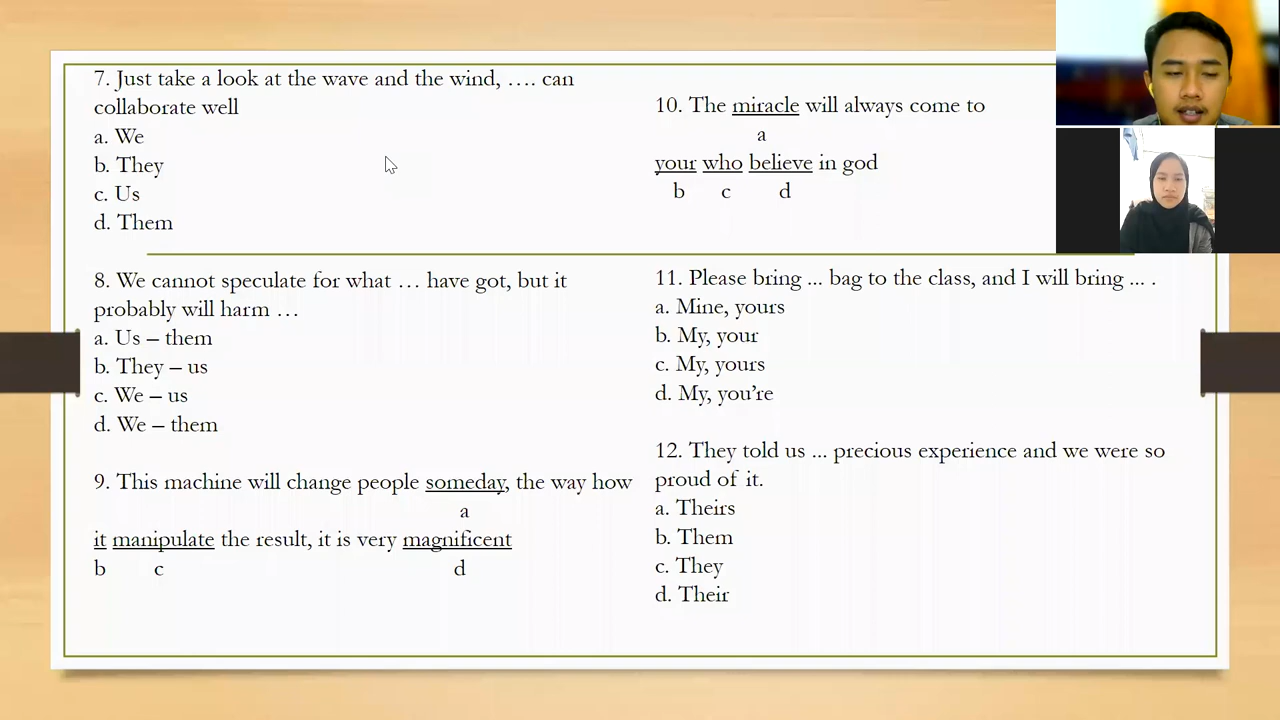 7. Just take a look at the wave and the wind, …. can
collaborate well
a. We
b. They
c. Us
d. Them
8. We cannot speculate for what … have got, but it
probably will harm …
a. Us – them
b. They – us
c. We – us
d. We – them
9. This machine will change people someday, the way how
a
it manipulate the result, it is very magnificent
b c d
10. The miracle will always come to
a
your who believe in god
b c d
11. Please bring ... bag to the class, and I will bring ... .
a. Mine, yours
b. My, your
c. My, yours
d. My, you’re
12. They told us ... precious experience and we were so
proud of it.
a. Theirs
b. Them
c. They
d. Their